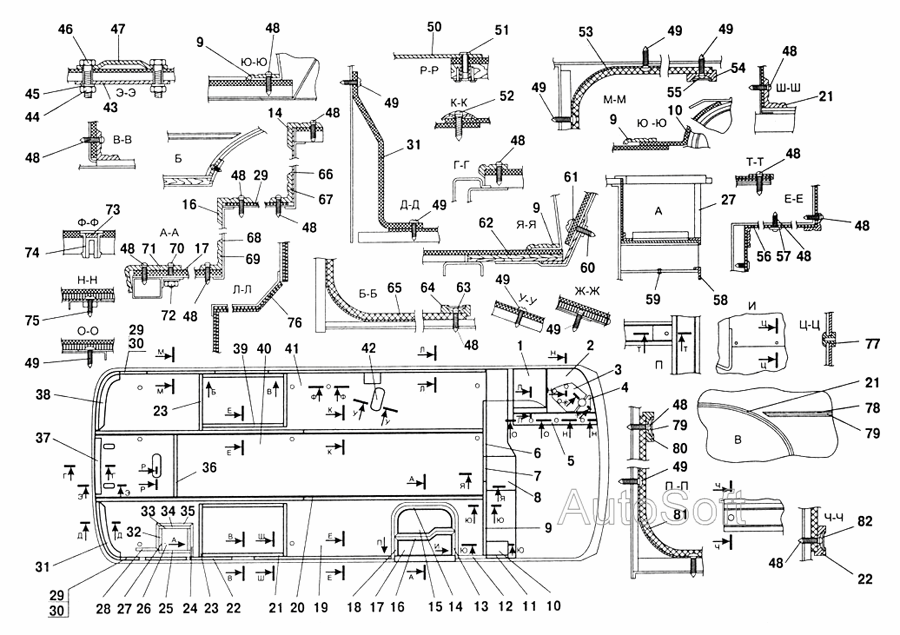 46 47 9 48 50 51 53 49 49 54
Ю-Ю
Р-Р
Э-Э
45
44 43
49
К-К
52
55
М-М
48
Ш-Ш
21
49
10
Ю-Ю
9
14 48
В-В
48
Б
31
Г-Г
48
Т-Т
48
27
66
67
48 29
16
61
А
Е-Е
Ф-Ф
73
74
А-А
Д-Д
49
62
Я-Я
9
48
48
68
69
60
56 57 48
48 71 70 17
59
58
Н-Н
75
72
48
Л-Л
Б-Б
65
64 63
49
У-У
Ж-Ж
И
Ц-Ц
О-О
49
76
48
49
Т
Т
П
Ц
Ц
77
29
30
М
39 40 41 42
Л
1
Н
2
3
4
38
23
Б
В
М
Е
К
Ф
Ф
У
У
Л
Л
О
О
Н
Н
5
21
78
79
48
79
80
В
37
36
Е
К
6
7
8
Г
Г
Р
Р
Э
Э
А
Я
Я
49
П-П
81
33 34 35
32
Д
Д
В
Ш
Е
П
И
Ю
Ю
9
AutoSoft
Ч
Ч
Ч-Ч
82
48
22
31
А
В
Ш
Е
А
Ю
Ю
29
30
28 27 26 25 24 23 22 21 20 19 18 17 16 15 14 13 12 11 10